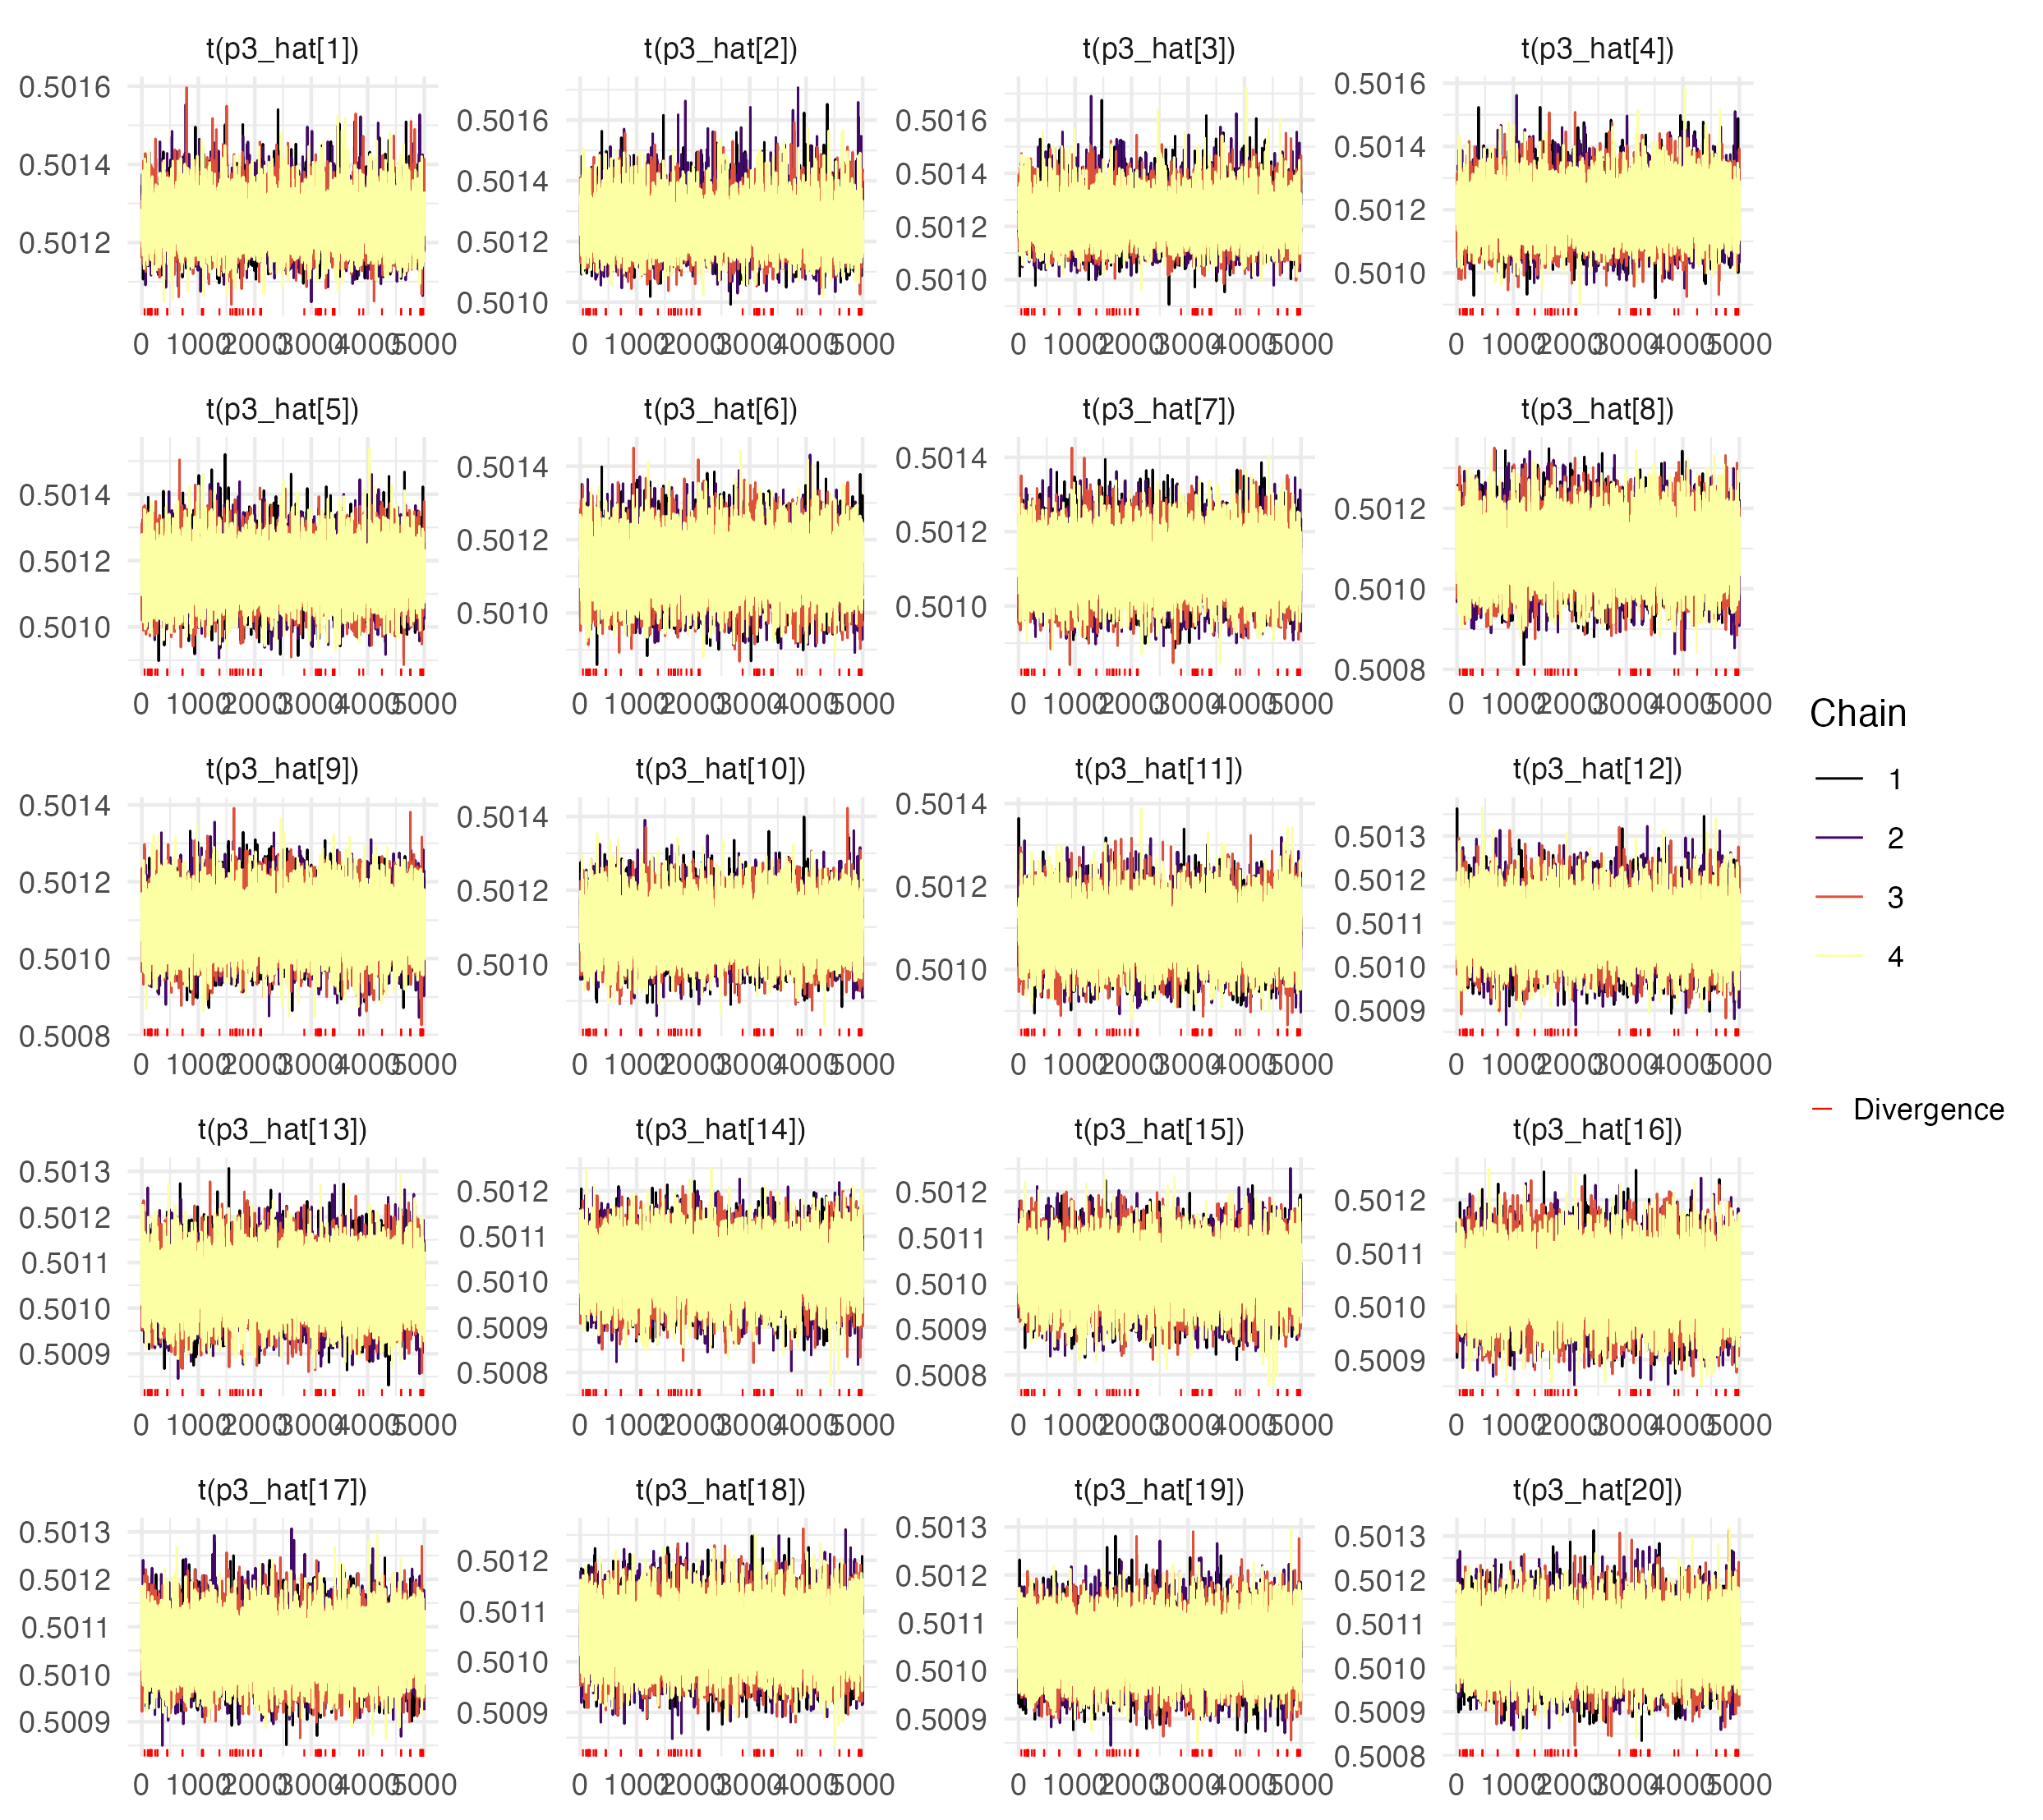 t(p3_hat[1]) t(p3_hat[2]) t(p3_hat[3]) t(p3_hat[4])
0.5016 0.5014 0.5012
0.5016 0.5014 0.5012 0.5010
0.5016 0.5014 0.5012 0.5010
0.5016 0.5014 0.5012 0.5010
0 1000 2000 3000 4000 5000 0 1000 2000 3000 4000 5000 0 1000 2000 3000 4000 5000 0 1000 2000 3000 4000 5000
t(p3_hat[5]) t(p3_hat[6]) t(p3_hat[7]) t(p3_hat[8])
0.5014 0.5012 0.5010
0.5014 0.5012 0.5010
0.5014 0.5012 0.5010
0.5012 0.5010 0.5008
0 1000 2000 3000 4000 5000 0 1000 2000 3000 4000 5000 0 1000 2000 3000 4000 5000 0 1000 2000 3000 4000 5000
t(p3_hat[9]) t(p3_hat[10]) t(p3_hat[11]) t(p3_hat[12])
0.5014 0.5012 0.5010 0.5008
0.5014 0.5012 0.5010
0.5014 0.5012 0.5010
0.5013 0.5012 0.5011 0.5010 0.5009
0 1000 2000 3000 4000 5000 0 1000 2000 3000 4000 5000 0 1000 2000 3000 4000 5000 0 1000 2000 3000 4000 5000
t(p3_hat[13]) t(p3_hat[14]) t(p3_hat[15]) t(p3_hat[16])
0.5013 0.5012 0.5011 0.5010 0.5009
0.5012 0.5011 0.5010 0.5009 0.5008
0.5012 0.5011 0.5010 0.5009 0.5008
0.5012 0.5011 0.5010 0.5009
0 1000 2000 3000 4000 5000 0 1000 2000 3000 4000 5000 0 1000 2000 3000 4000 5000 0 1000 2000 3000 4000 5000
t(p3_hat[17]) t(p3_hat[18]) t(p3_hat[19]) t(p3_hat[20])
0.5013 0.5012 0.5011 0.5010 0.5009
0.5012 0.5011 0.5010 0.5009
0.5013 0.5012 0.5011 0.5010 0.5009
0.5013 0.5012 0.5011 0.5010 0.5009 0.5008
0 1000 2000 3000 4000 5000 0 1000 2000 3000 4000 5000 0 1000 2000 3000 4000 5000 0 1000 2000 3000 4000 5000
Chain
1
2
3
4
Divergence